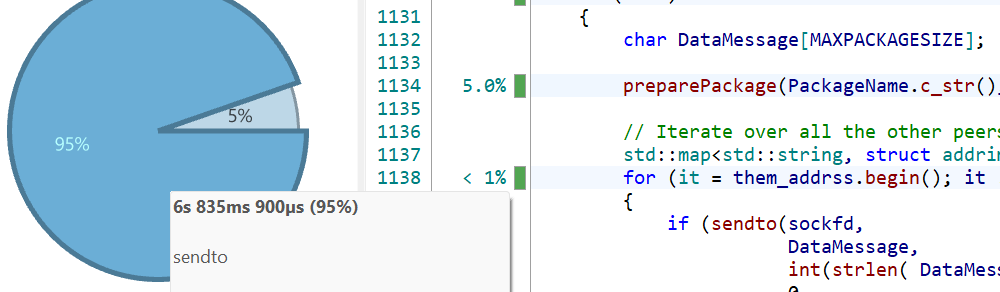 95%
5%
6s 835ms 900µs (95%)
sendto
1131 {
1132 char DataMessage[MAXPACKAGESIZE];
1133
1134 5.0% preparePackage(PackageName.c_str(),
1135
1136 // Iterate over all the other peers
1137 std::map<std::string, struct addrin
1138 < 1% for (it = them_addrss.begin(); it
{
if (sendto(sockfd,
DataMessage,
int(strlen( DataMess